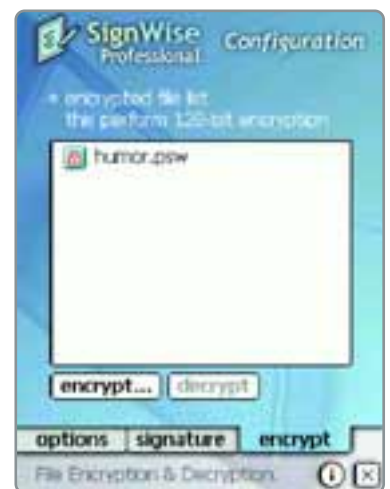 SignWise
Professional
Configuration
encrypted file list
the perform 128-bit encryption
humor.psw
encrypt...
decrypt
options
signature
encrypt
File Encryption & Decryption.